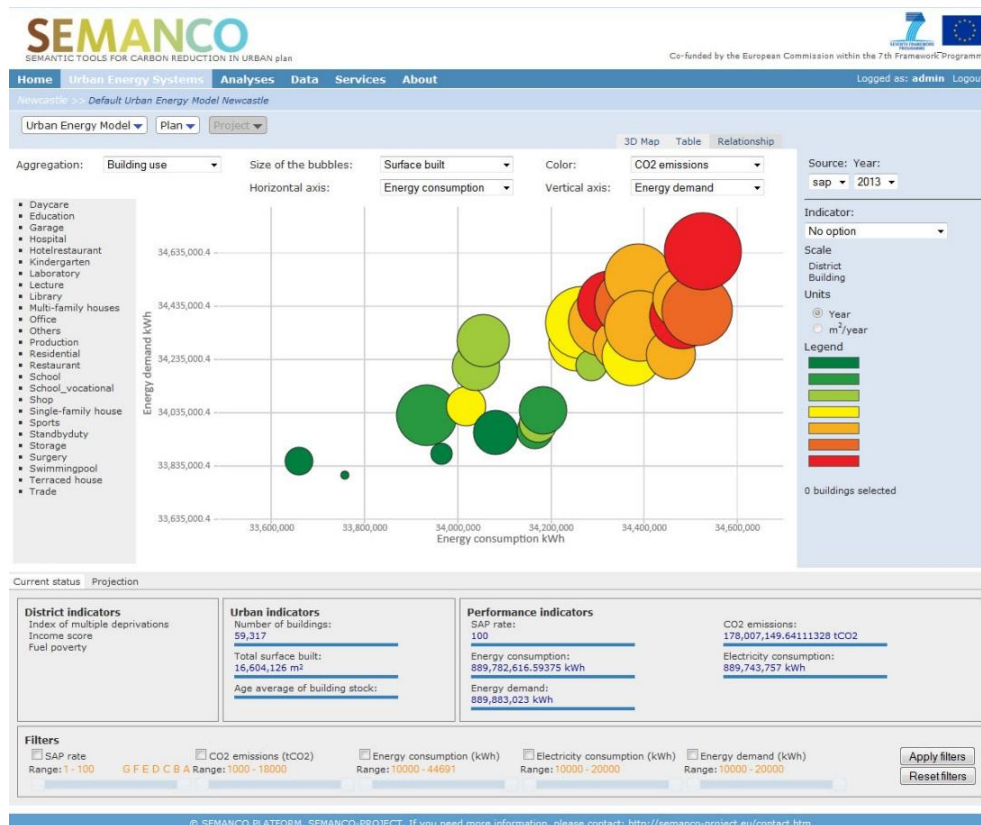 SEMANCO
SEMANTIC TOOLS FOR CARBON REDUCTION IN URBAN plan
SEVENTH FRAMEWORK
PROGRAMME
Co-funded by the European Commission within the 7th Framework Programm
Home Urban Energy Systems Analyses Data Services About
Logged as: admin Logou
Newcastle >> Default Urban Energy Model Newcastle
Urban Energy Model Plan Project
3D Map Table Relationship
Aggregation: Building use Size of the bubbles: Surface built Color: CO2 emissions
Horizontal axis: Energy consumption Vertical axis: Energy demand
Source: Year:
sap 2013
Daycare
Education
Garage
Hospital
Hotelrestaurant
Kindergarten
Laboratory
Lecture
Library
Multi-family houses
Office
Others
Production
Residential
Restaurant
School
School_vocational
Shop
Single-family house
Sports
Standbyduty
Storage
Surgery
Swimmingpool
Terraced house
Trade
Energy demand kWh
34,635,000.4
34,435,000.4
34,235,000.4
34,035,000.4
33,835,000.4
33,635,000.4
33,600,000 33,800,000 34,000,000 34,200,000 34,400,000 34,600,000
Energy consumption kWh
Indicator:
No option
Scale
District
Building
Units
Year
m²/year
Legend
0 buildings selected
Current status Projection
District indicators
Index of multiple deprivations
Income score
Fuel poverty
Urban indicators
Number of buildings:
59,317
Total surface built:
16,604,126 m²
Age average of building stock:
Performance indicators
SAP rate:
100
Energy consumption:
889,782,616.59375 kWh
Energy demand:
889,883,023 kWh
CO2 emissions:
178,007,149.64111328 tCO2
Electricity consumption:
889,743,757 kWh
Filters
SAP rate CO2 emissions (tCO2) Energy consumption (kWh) Electricity consumption (kWh) Energy demand (kWh)
Range: 1 - 100 G F E D C B A Range: 1000 - 18000 Range: 10000 - 44691 Range: 10000 - 20000 Range: 10000 - 20000
Apply filters
Reset filters
© SEMANCO PLATFORM. SEMANCO-PROJECT. If you need more information, please contact: http://semanco-project.eu/contact.htm